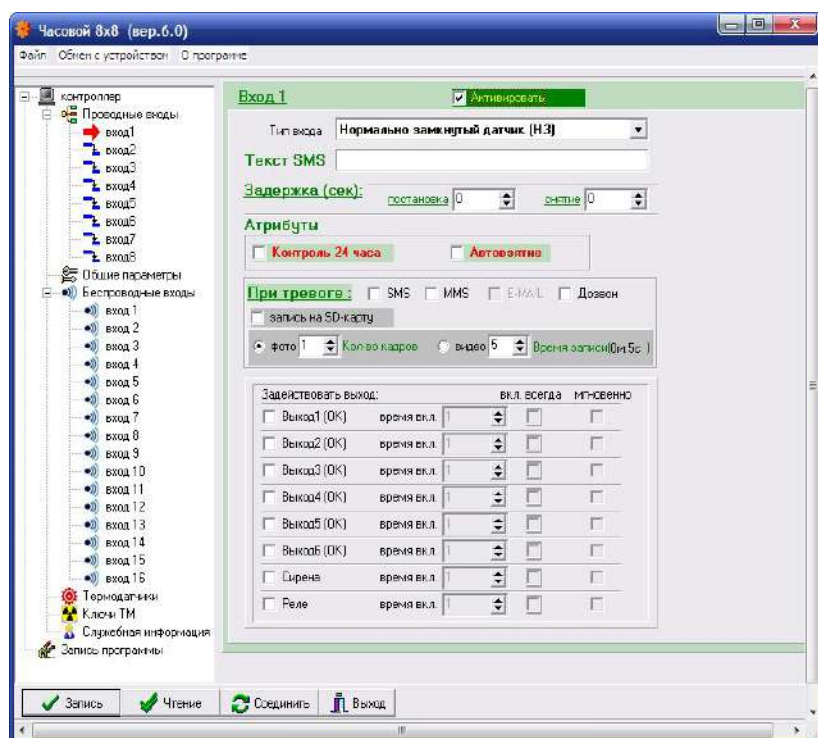 Часовой 8x8 (вер.6.0)
Файл Обмен с устройством О программе
контроллер
Проводные входы
вход1
вход2
вход3
вход4
вход5
вход6
вход7
вход8
Общие параметры
Беспроводные входы
вход 1
вход 2
вход 3
вход 4
вход 5
вход 6
вход 7
вход 8
вход 9
вход 10
вход 11
вход 12
вход 13
вход 14
вход 15
вход 16
Термодатчики
Ключи ТМ
Служебная информация
Запись программы
Вход 1 Активировать
Тип входа Нормально замкнутый датчик (НЗ)
Текст SMS
Задержка (сек): постановка 0 снятие 0
Атрибуты
Контроль 24 часа Автовзятие
При тревоге : SMS MMS E-MAIL Дозвон
запись на SD-карту
фото 1 Кол-во кадров видео 5 Время записи(0м 5с )
Задействовать выход: вкл. всегда мгновенно
Выход1 (ОК) время вкл. 1
Выход2 (ОК) время вкл. 1
Выход3 (ОК) время вкл. 1
Выход4 (ОК) время вкл. 1
Выход5 (ОК) время вкл. 1
Выход6 (ОК) время вкл. 1
Сирена время вкл. 1
Реле время вкл. 1
Запись Чтение Соединить Выход